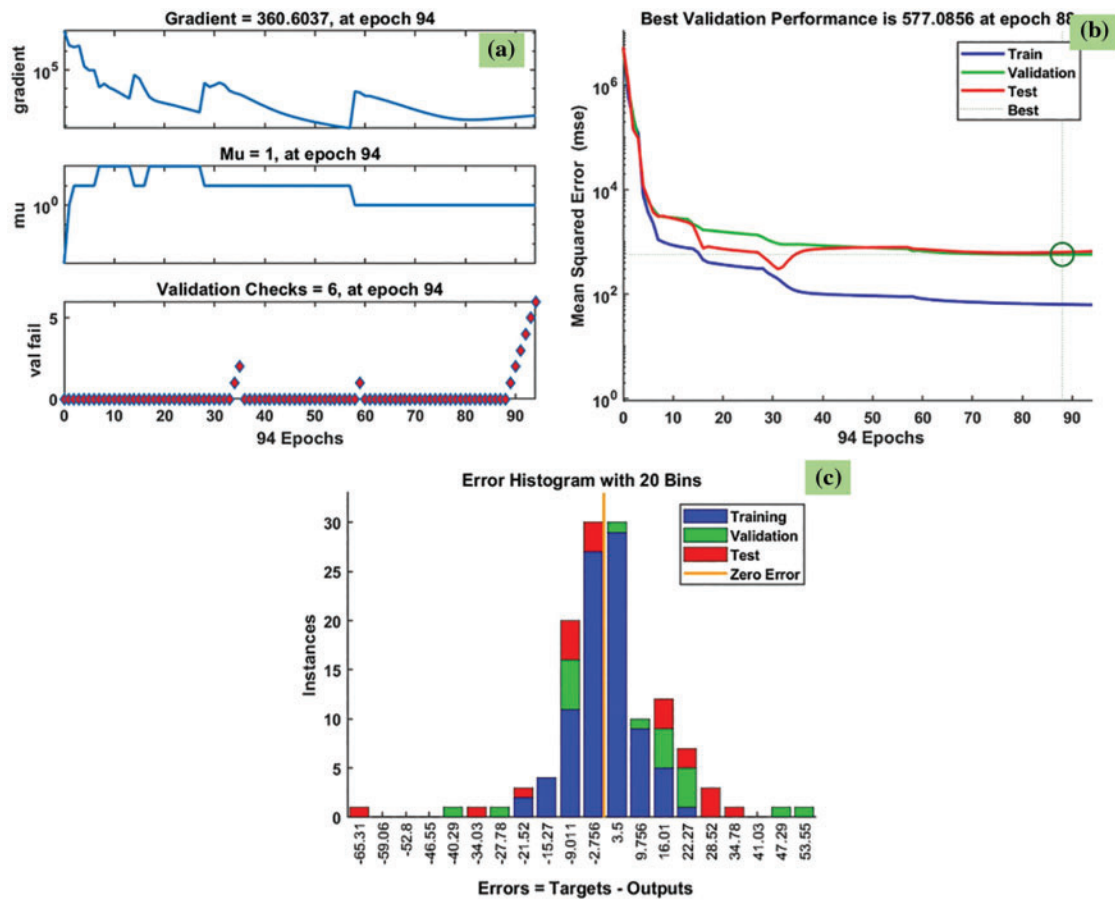 Gradient = 360.6037, at epoch 94
(a)
gradient
10^5
Mu = 1, at epoch 94
mu
10^0
Validation Checks = 6, at epoch 94
val fail
5
0
0 10 20 30 40 50 60 70 80 90
94 Epochs
Best Validation Performance is 577.0856 at epoch 88
(b)
Train
Validation
Test
Best
Mean Squared Error (mse)
10^6
10^4
10^2
10^0
0 10 20 30 40 50 60 70 80 90
94 Epochs
Error Histogram with 20 Bins
(c)
Training
Validation
Test
Zero Error
Instances
30
25
20
15
10
5
0
-65.31 -59.06 -52.8 -46.55 -40.29 -34.03 -27.78 -21.52 -15.27 -9.011 -2.756 3.5 9.756 16.01 22.27 28.52 34.78 41.03 47.29 53.55
Errors = Targets - Outputs